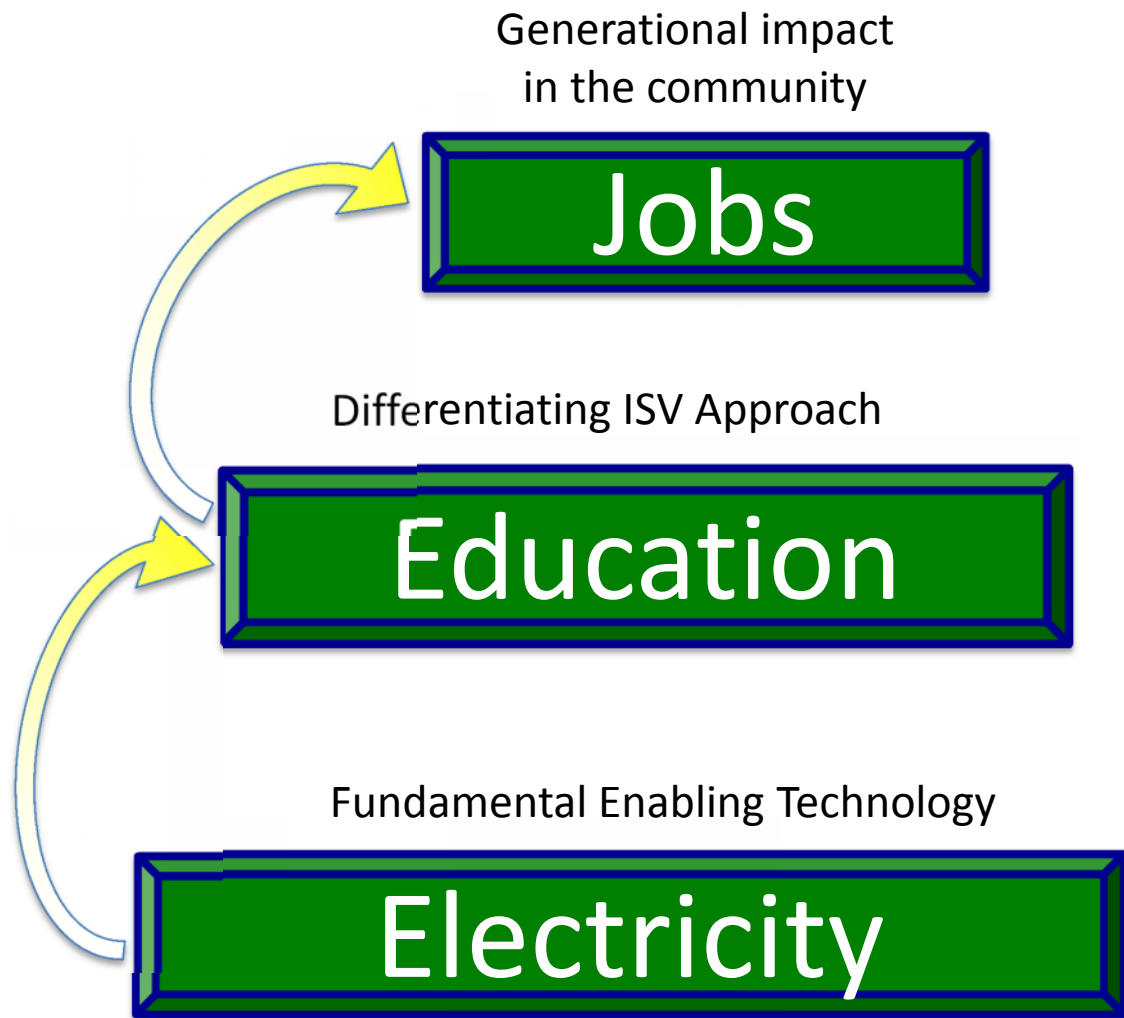 Generational impact
in the community
Jobs
Differentiating ISV Approach
Education
Fundamental Enabling Technology
Electricity